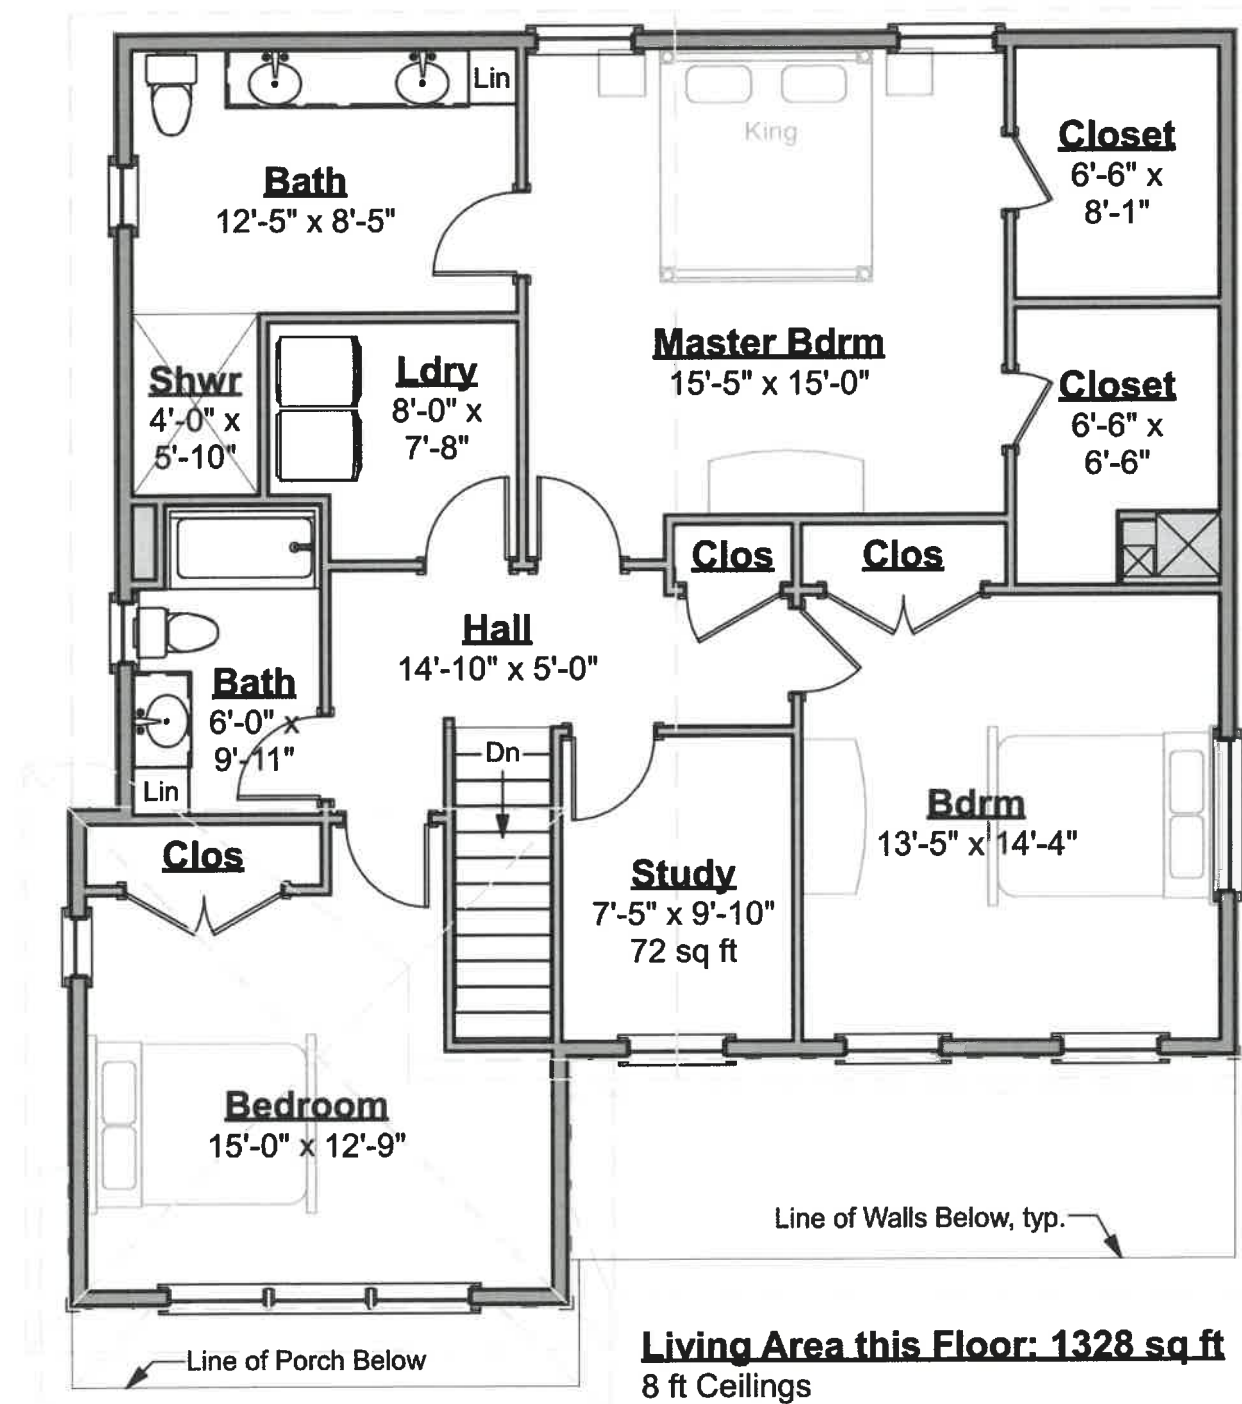 Lin
King
Bath
12'-5" x 8'-5"
Closet
6'-6" x
8'-1"
Master Bdrm
15'-5" x 15'-0"
Shwr
4'-0" x
5'-10"
Ldry
8'-0" x
7'-8"
Closet
6'-6" x
6'-6"
Clos
Clos
Hall
14'-10" x 5'-0"
Bath
6'-0" x
9'-11"
Lin
Dn
Clos
Study
7'-5" x 9'-10"
72 sq ft
Bdrm
13'-5" x 14'-4"
Bedroom
15'-0" x 12'-9"
Line of Walls Below, typ.
Line of Porch Below
Living Area this Floor: 1328 sq ft
8 ft Ceilings